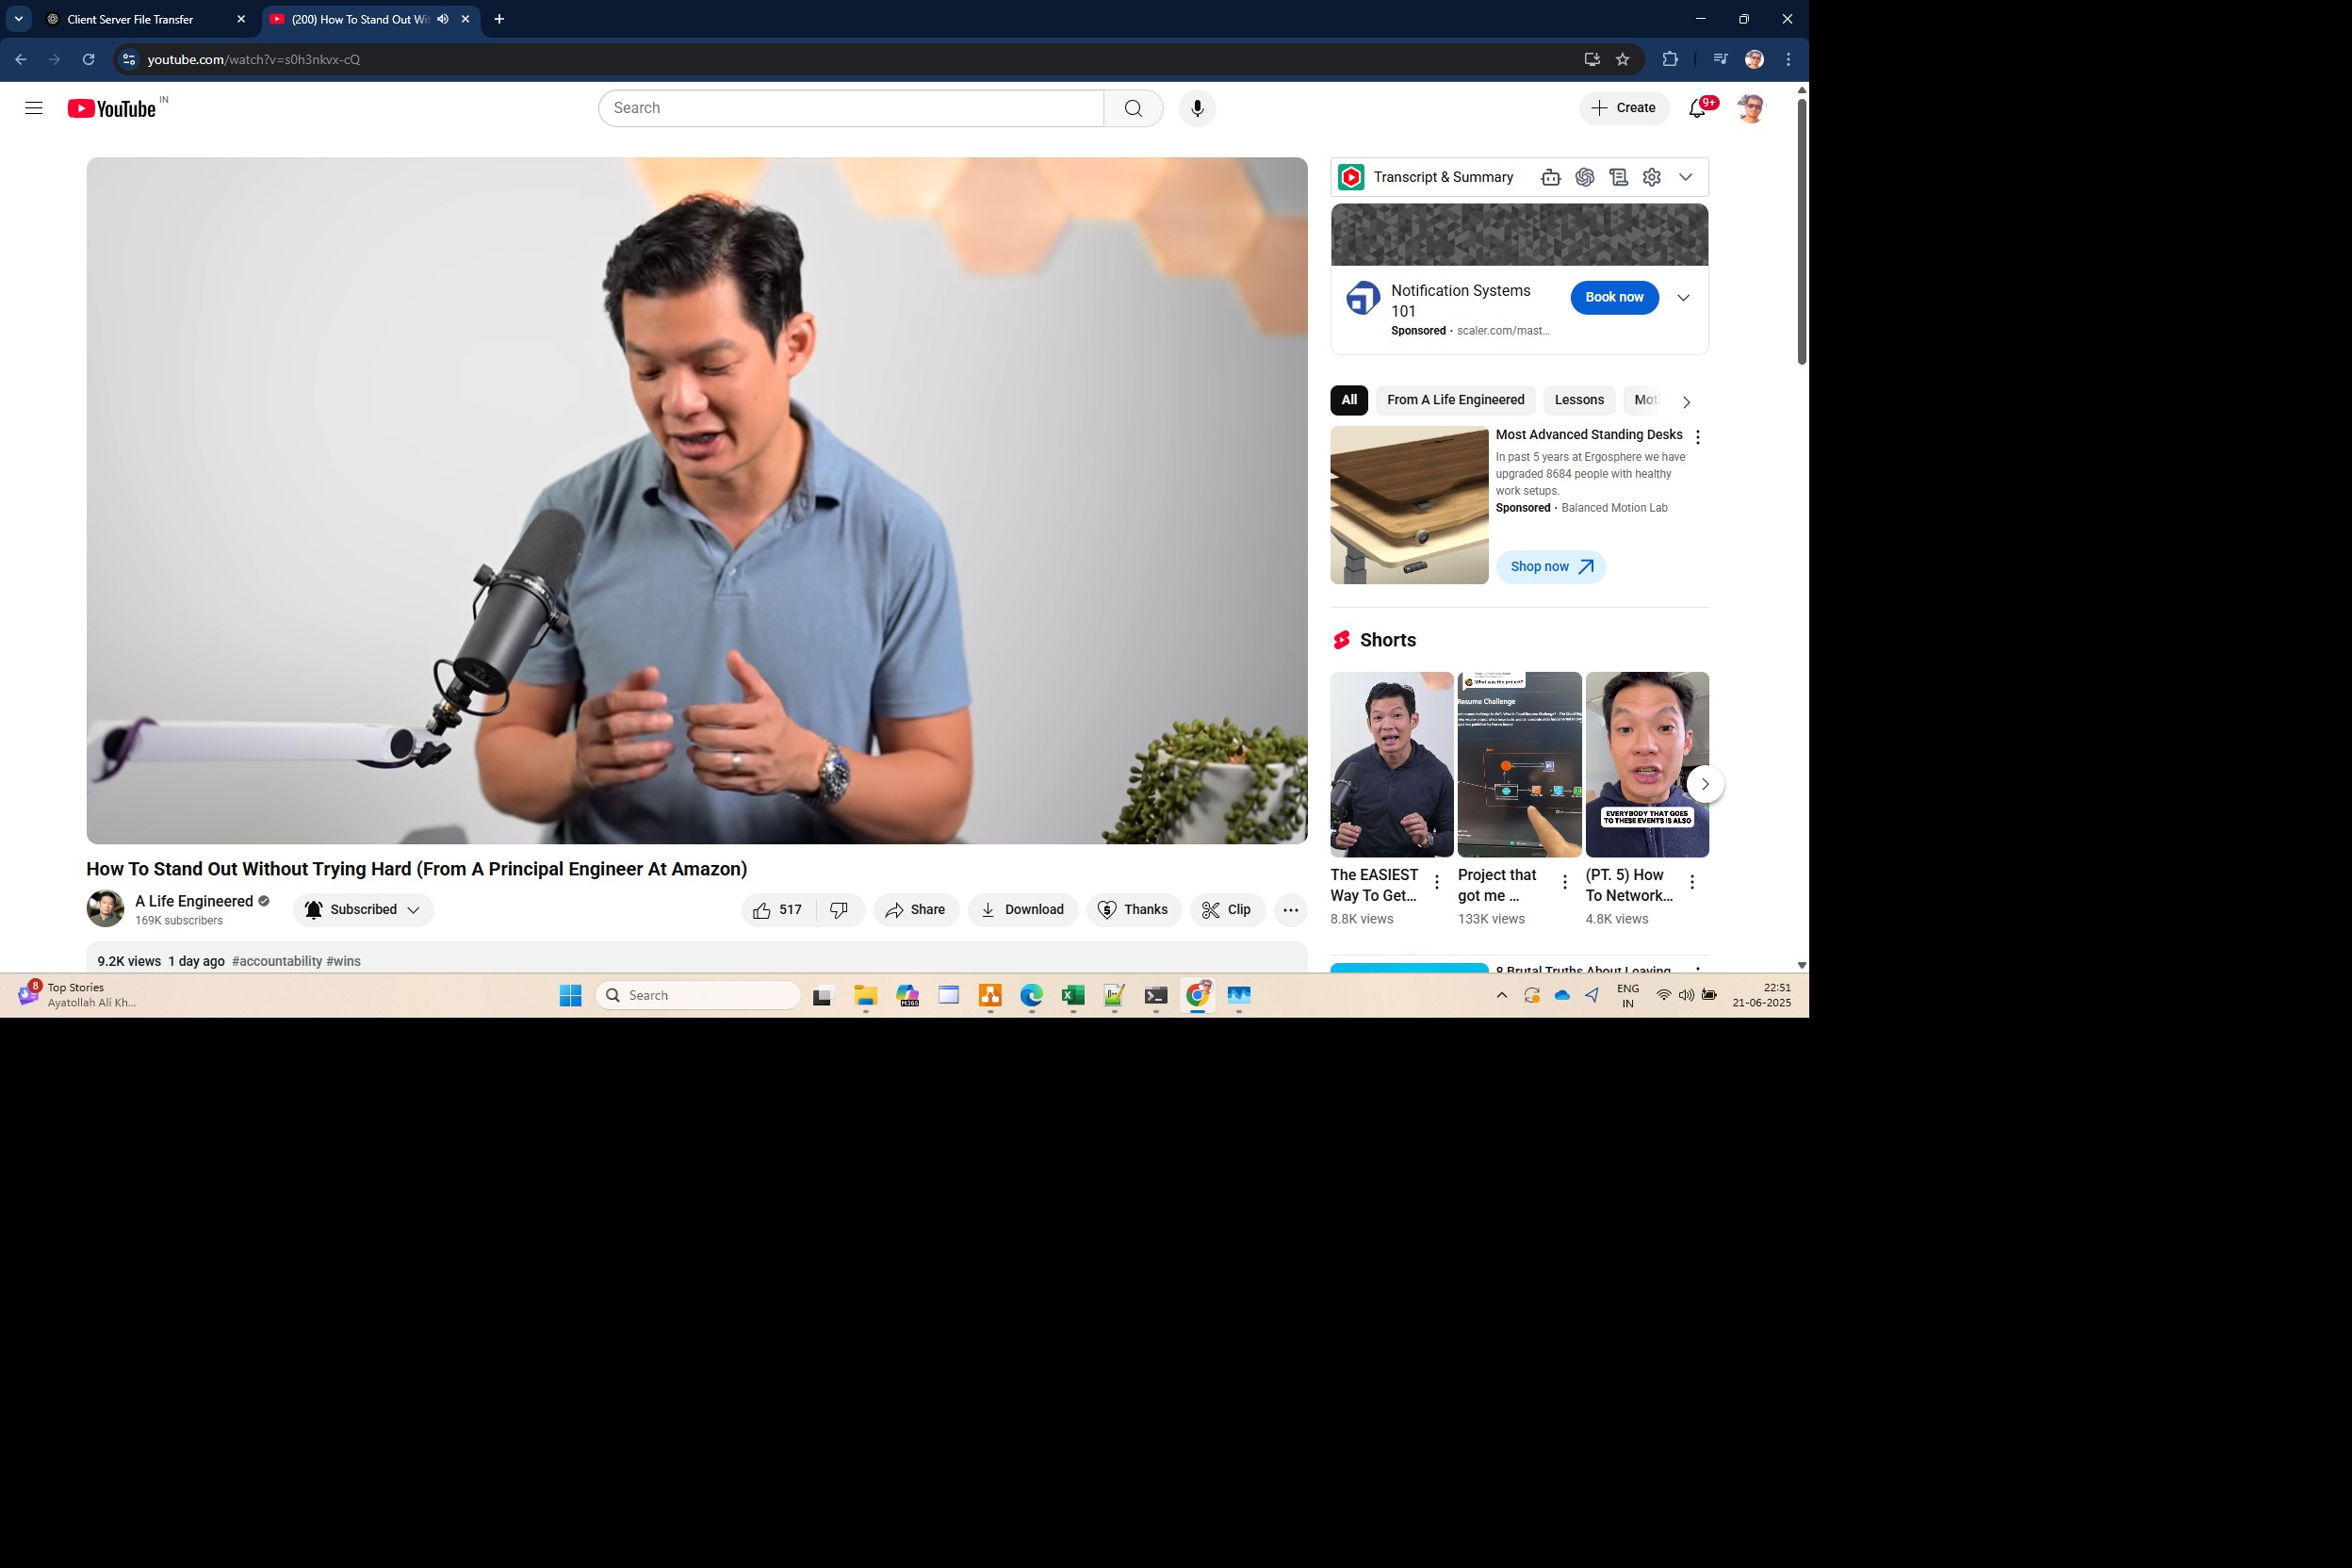 Client Server File Transfer
(200) How To Stand Out Wi
youtube.com/watch?v=s0h3nkvx-cQ
YouTube IN
Search
Create
9+
Transcript & Summary
Notification Systems
101
Book now
Sponsored · scaler.com/mast...
All
From A Life Engineered
Lessons
Mot
Most Advanced Standing Desks
In past 5 years at Ergosphere we have
upgraded 8684 people with healthy
work setups.
Sponsored · Balanced Motion Lab
Shop now
Shorts
What was the project?
Resume Challenge
EVERYBODY THAT GOES
TO THESE EVENTS IS ALSO
The EASIEST
Way To Get...
8.8K views
Project that
got me ...
133K views
(PT. 5) How
To Network...
4.8K views
8 Brutal Truths About Leaving
How To Stand Out Without Trying Hard (From A Principal Engineer At Amazon)
A Life Engineered
169K subscribers
Subscribed
517
Share
Download
Thanks
Clip
9.2K views 1 day ago #accountability #wins
8
Top Stories
Ayatollah Ali Kh...
Search
M365
ENG
IN
22:51
21-06-2025